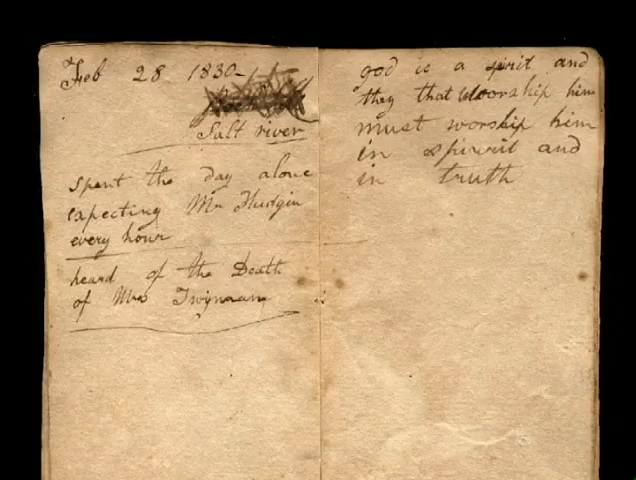 Feb 28 1830-
Salt river
spent the day alone
expecting Mr Hudgin
every hour
heard of the Death
of Mrs Twyman
god is a spirit and
they that worship him
must worship him
in spirit and
in truth